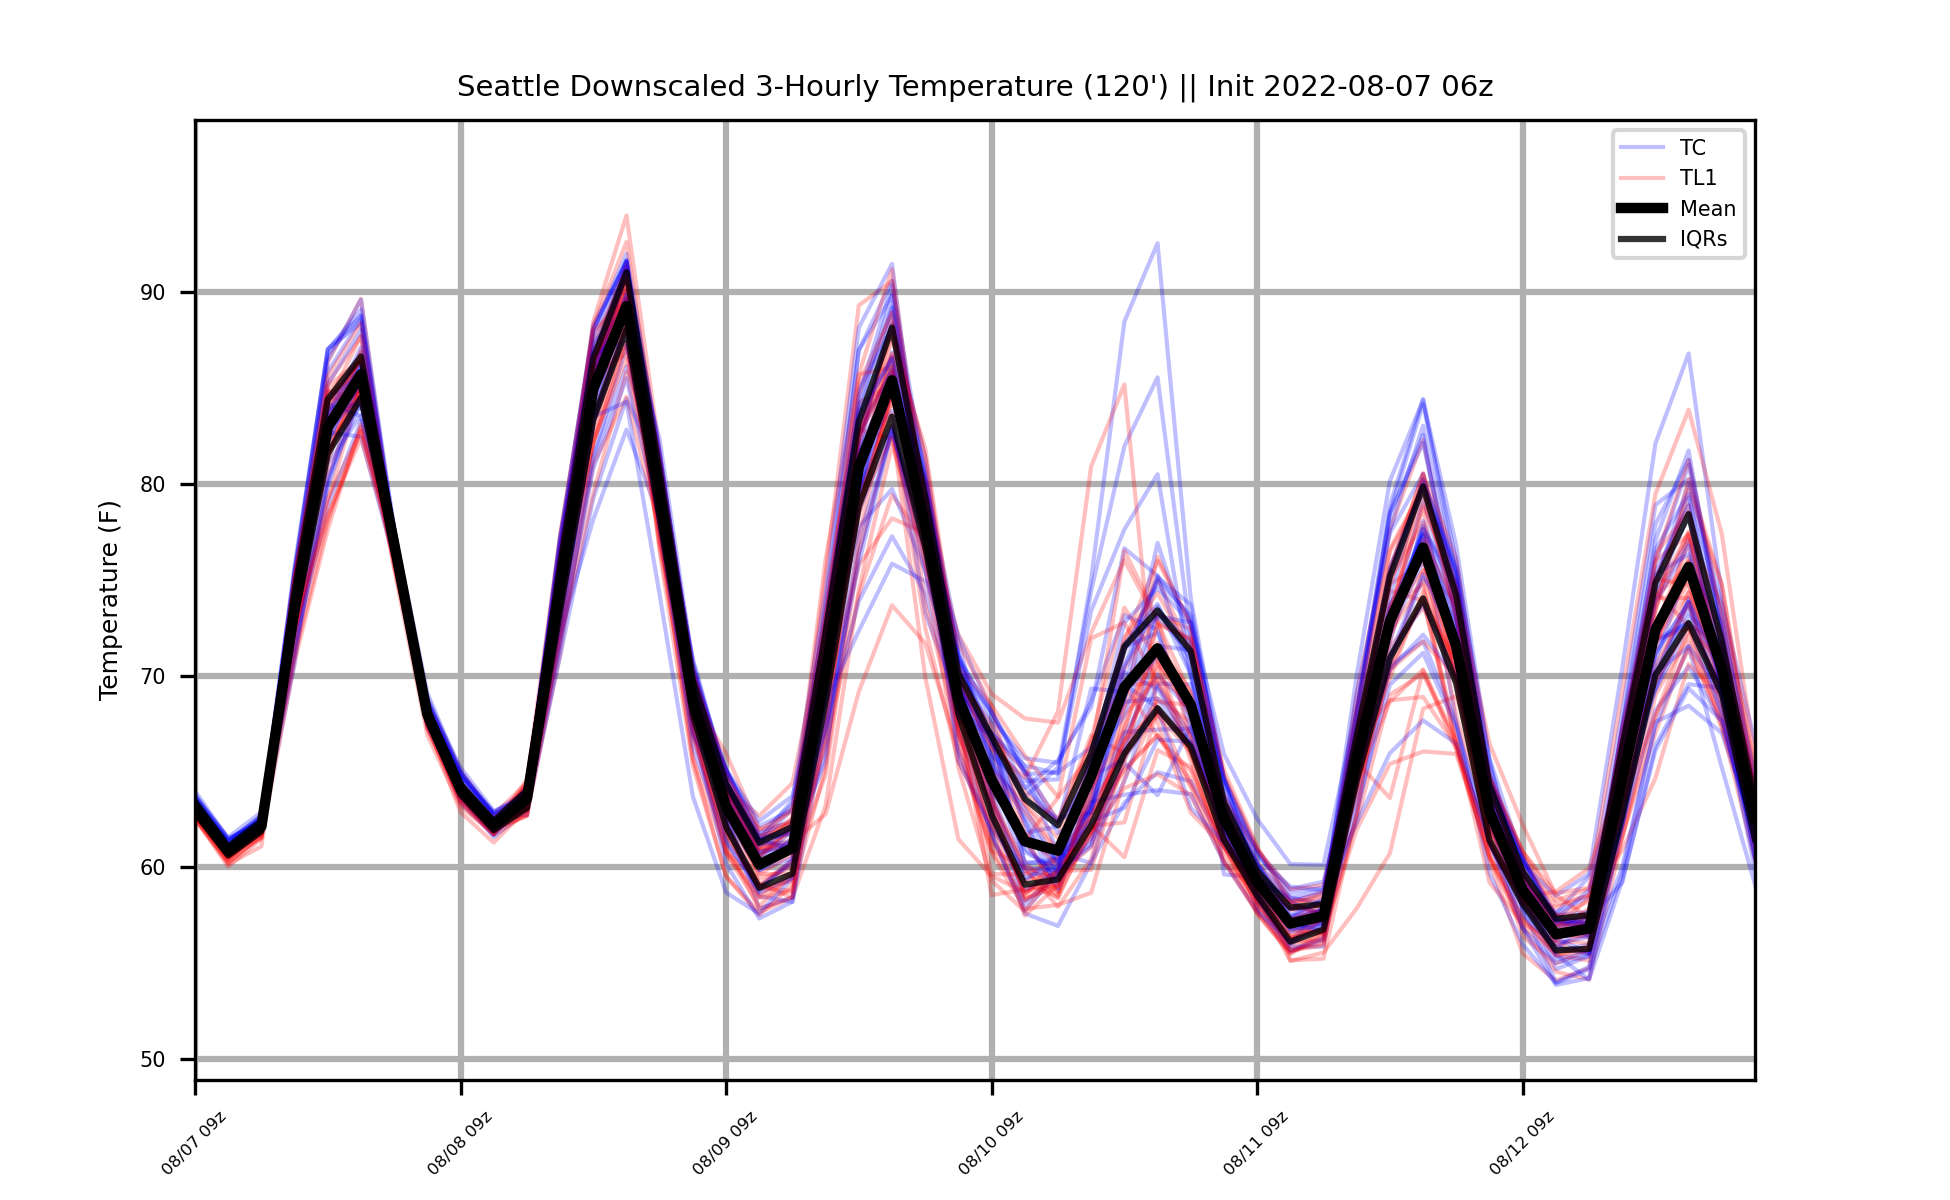 Seattle Downscaled 3-Hourly Temperature (120') || Init 2022-08-07 06z
TC
TL1
Mean
IQRs
Temperature (F)
90
80
70
60
50
08/07 09z
08/08 09z
08/09 09z
08/10 09z
08/11 09z
08/12 09z